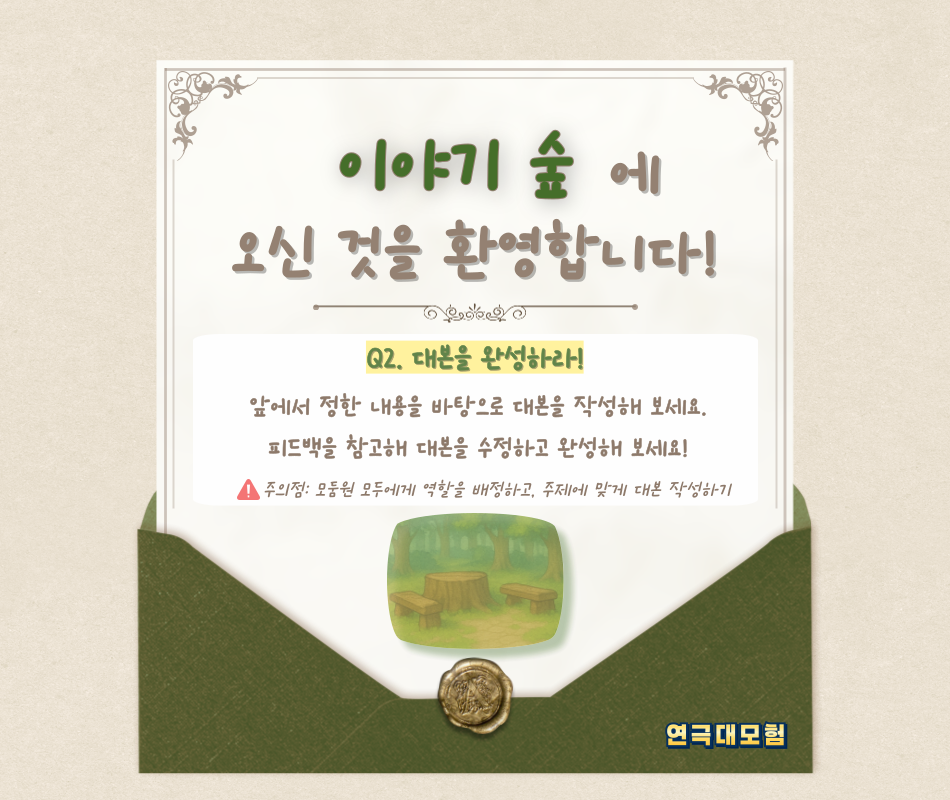 이야기 숲 에
오신 것을 환영합니다!
Q2. 대본을 완성하라!
앞에서 정한 내용을 바탕으로 대본을 작성해 보세요.
피드백을 참고해 대본을 수정하고 완성해 보세요!
주의점: 모둠원 모두에게 역할을 배정하고, 주제에 맞게 대본 작성하기
연극대모험